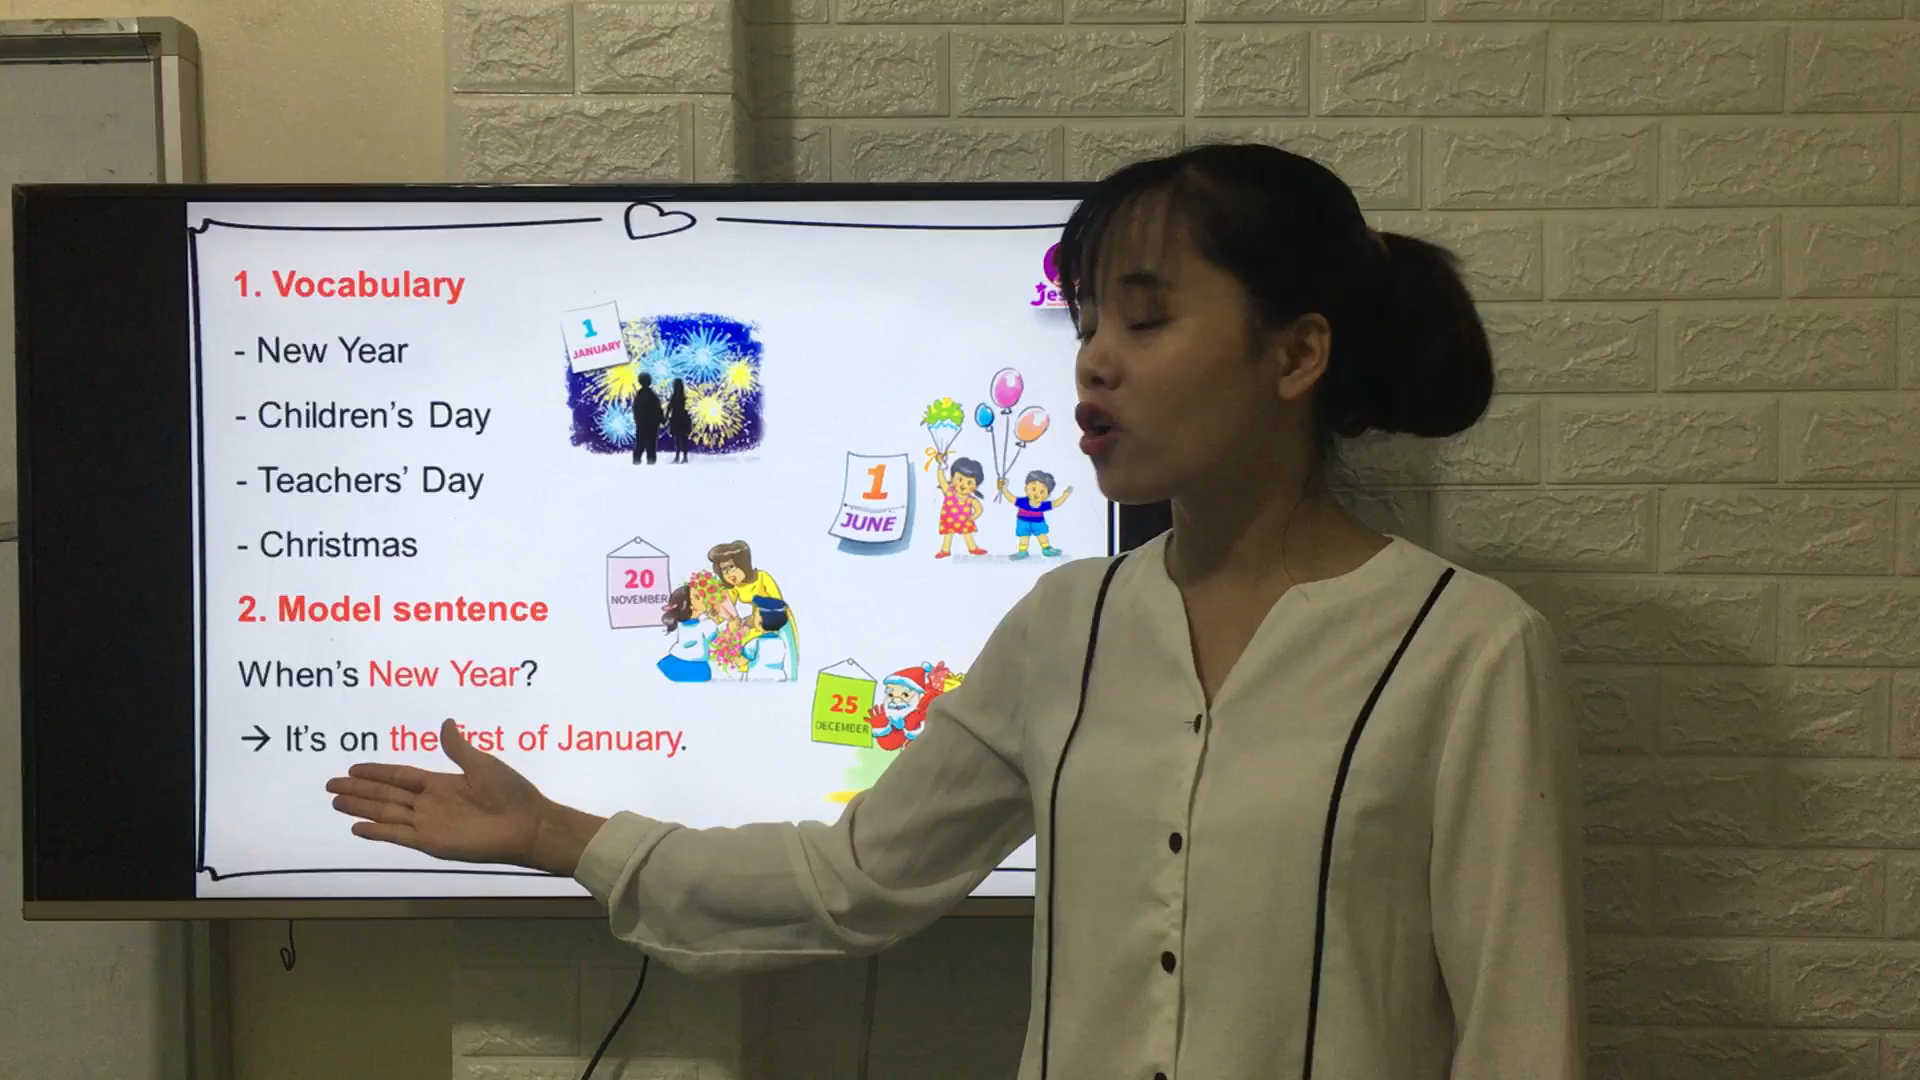 1. Vocabulary
- New Year
- Children's Day
- Teachers' Day
- Christmas
2. Model sentence
When's New Year?
→ It's on the first of January.
1
JANUARY
1
JUNE
20
NOVEMBER
25
DECEMBER